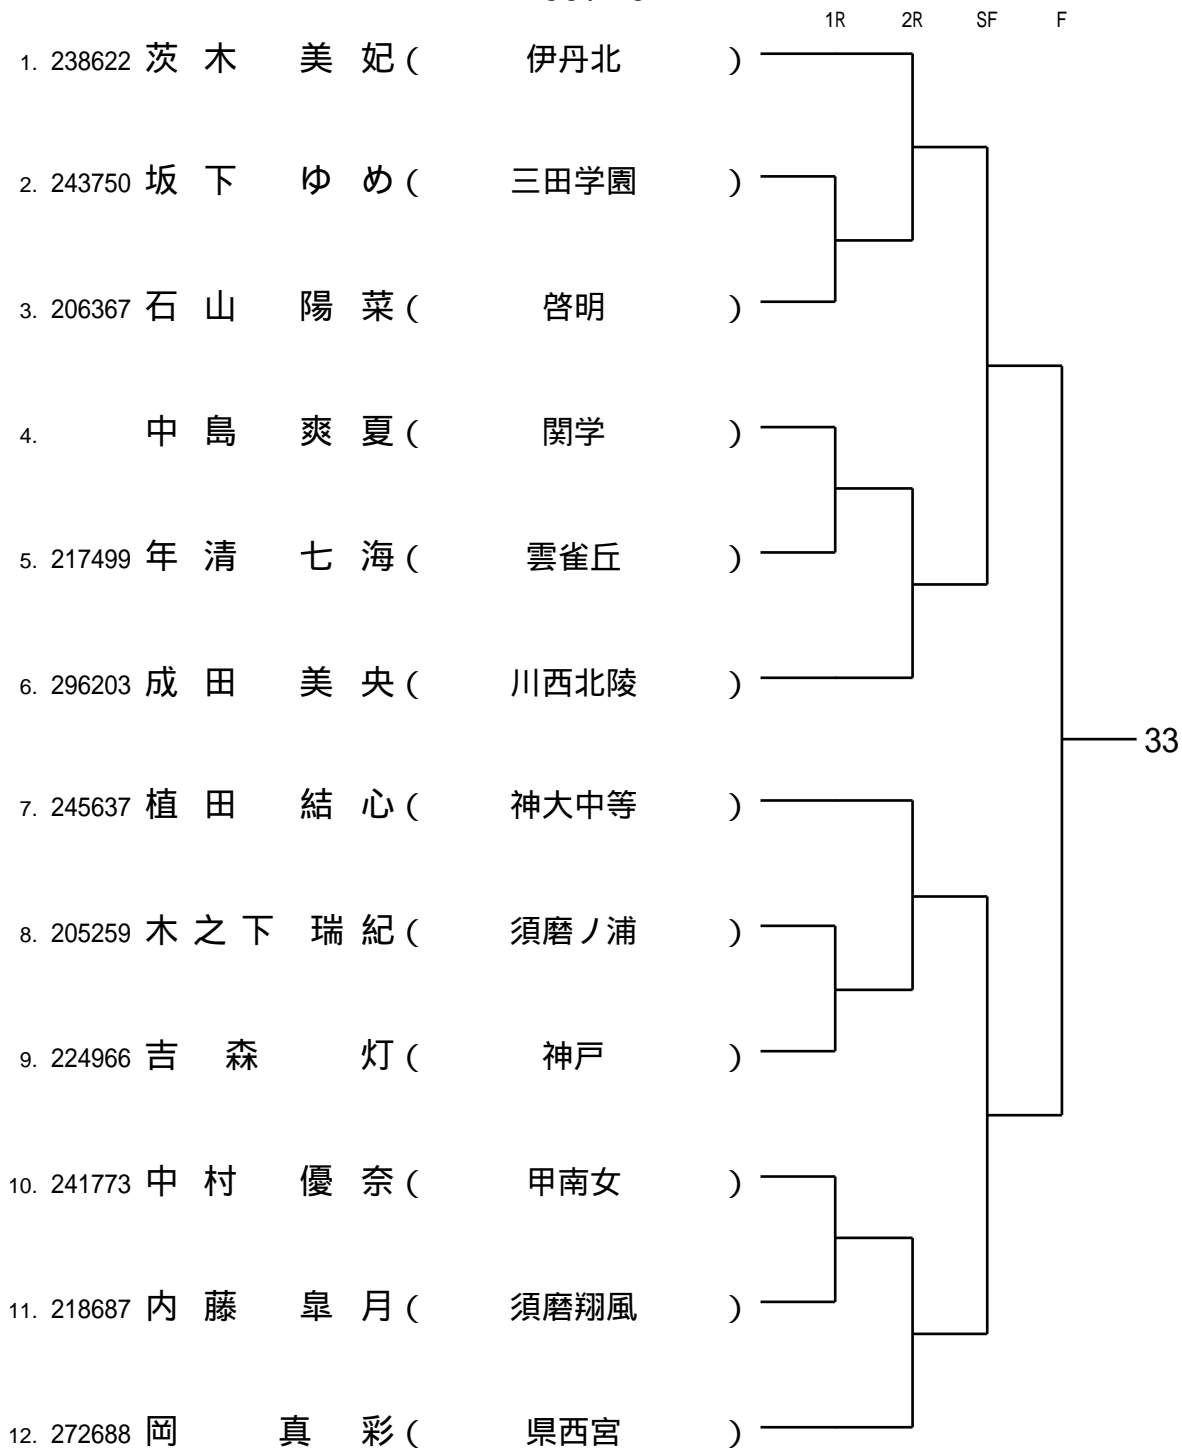 1R 2R SF F
1. 238622 茨木 美妃 ( 伊丹北 )
2. 243750 坂下 ゆめ ( 三田学園 )
3. 206367 石山 陽菜 ( 啓明 )
4. 中島 爽夏 ( 関学 )
5. 217499 年清 七海 ( 雲雀丘 )
6. 296203 成田 美央 ( 川西北陵 )
33
7. 245637 植田 結心 ( 神大中等 )
8. 205259 木之下 瑞紀 ( 須磨ノ浦 )
9. 224966 吉森 灯 ( 神戸 )
10. 241773 中村 優奈 ( 甲南女 )
11. 218687 内藤 皐月 ( 須磨翔風 )
12. 272688 岡 真彩 ( 県西宮 )